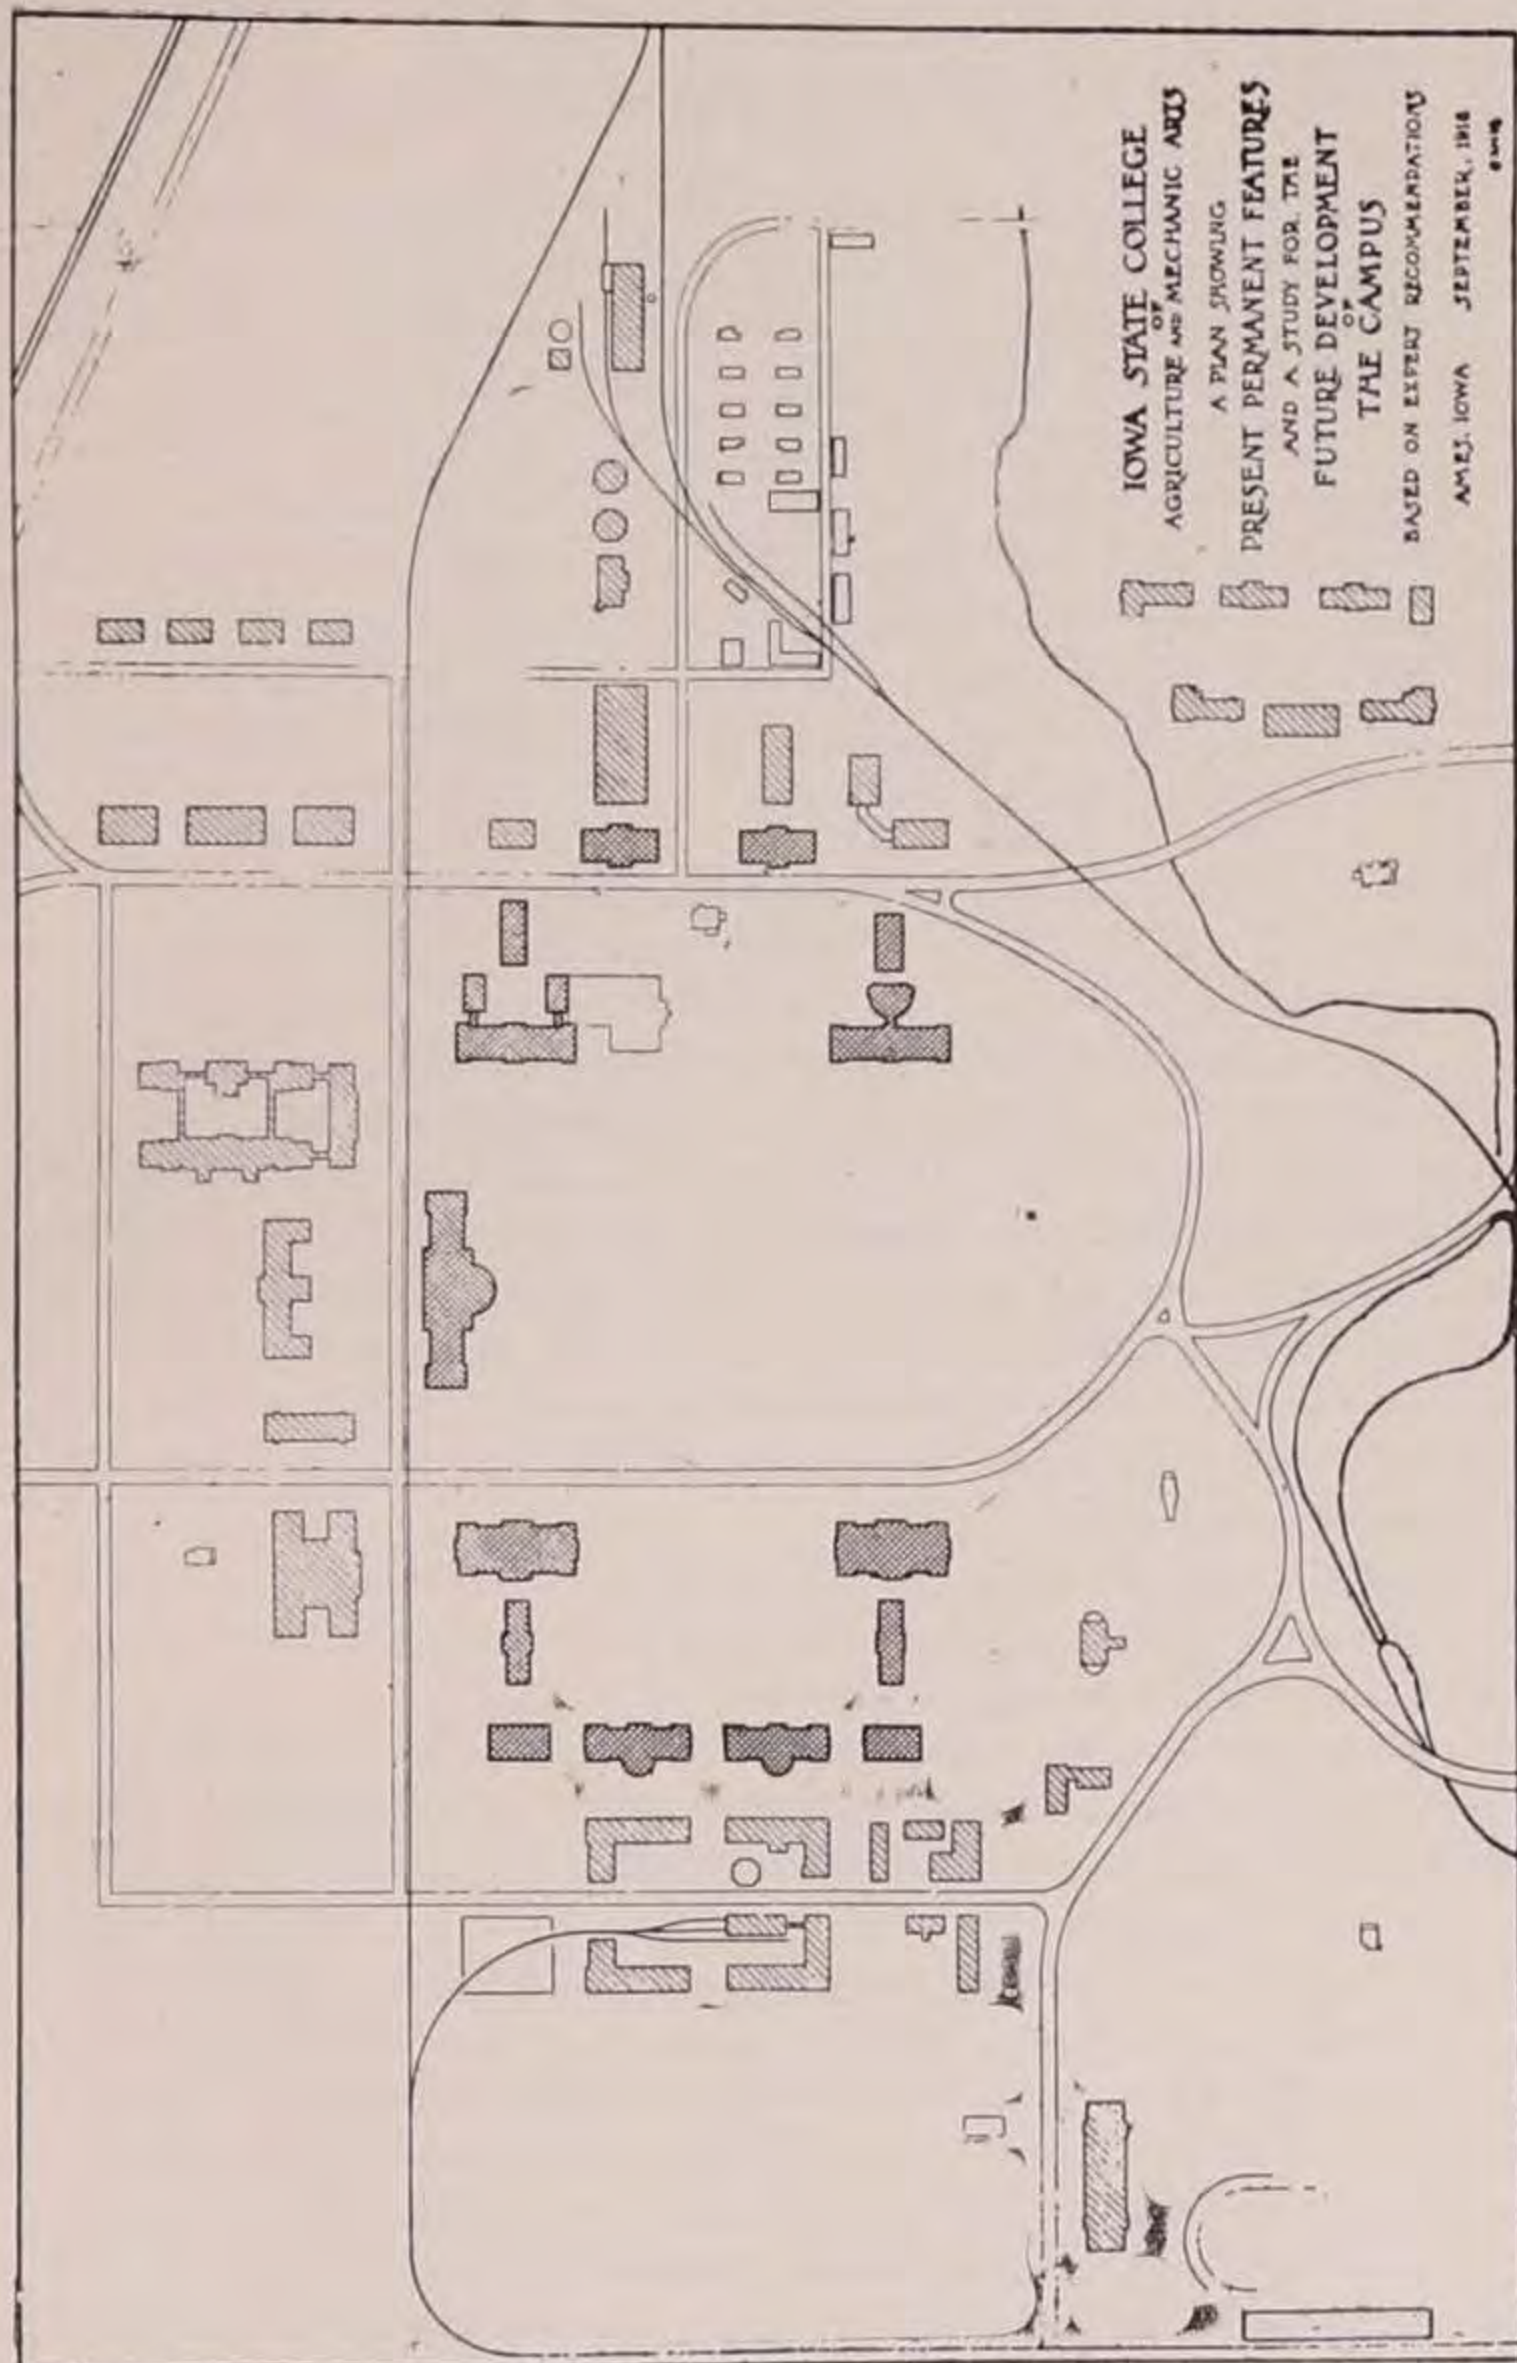 IOWA STATE COLLEGE
OF
AGRICULTURE AND MECHANIC ARTS
A PLAN SHOWING
PRESENT PERMANENT FEATURES
AND A STUDY FOR THE
FUTURE DEVELOPMENT
OF
THE CAMPUS
BASED ON EXPERT RECOMMENDATIONS
AMES, IOWA SEPTEMBER, 1916